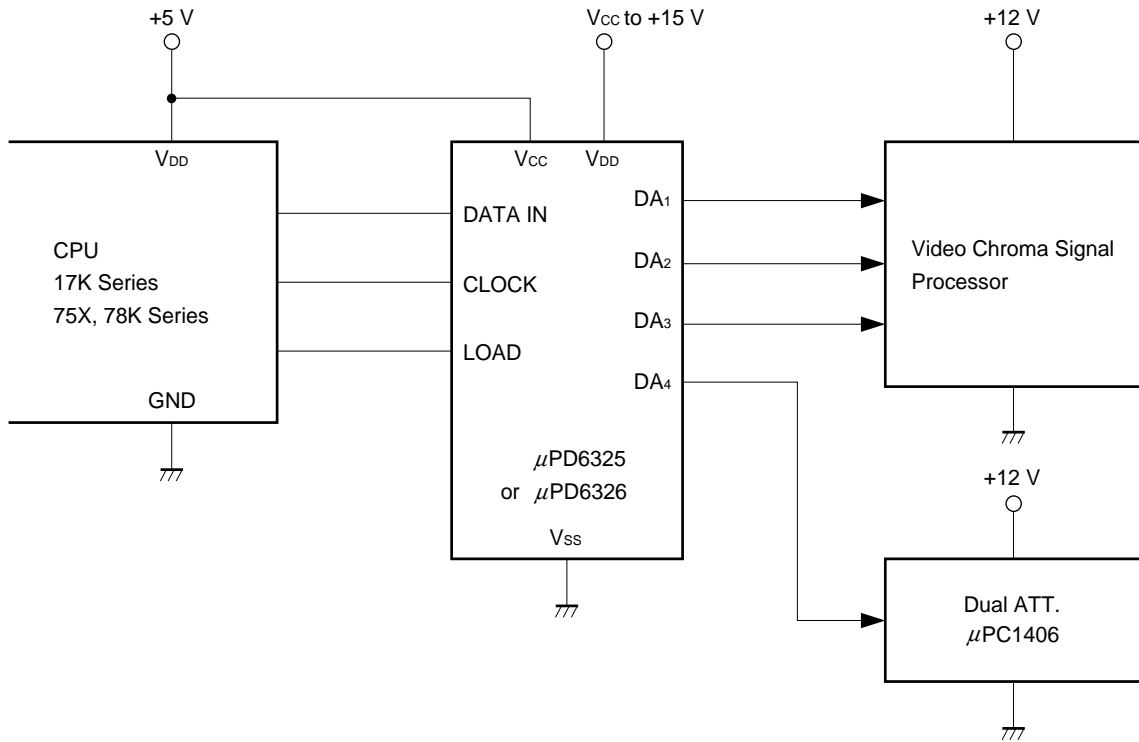 +5 V
VCC to +15 V
+12 V
VDD
VCC
VDD
DATA IN
CLOCK
LOAD
DA1
DA2
DA3
DA4
CPU
17K Series
75X, 78K Series
GND
μPD6325
or μPD6326
VSS
Video Chroma Signal
Processor
+12 V
Dual ATT.
μPC1406